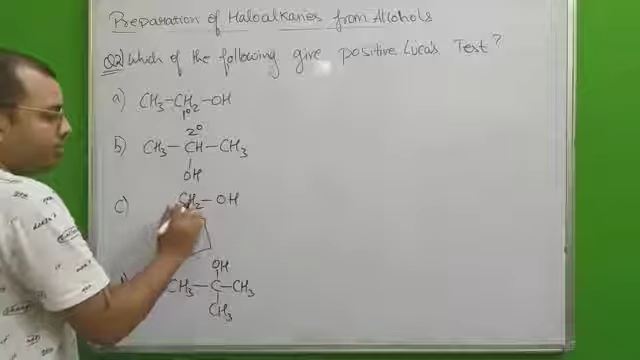 Preparation of Haloalkanes from Alcohols
Q2) Which of the following give positive Lucas Test?
a) CH₃-CH₂-OH
1°
2°
b) CH₃-CH-CH₃
OH
c) CH₂-OH
OH
CH₃-C-CH₃
CH₃